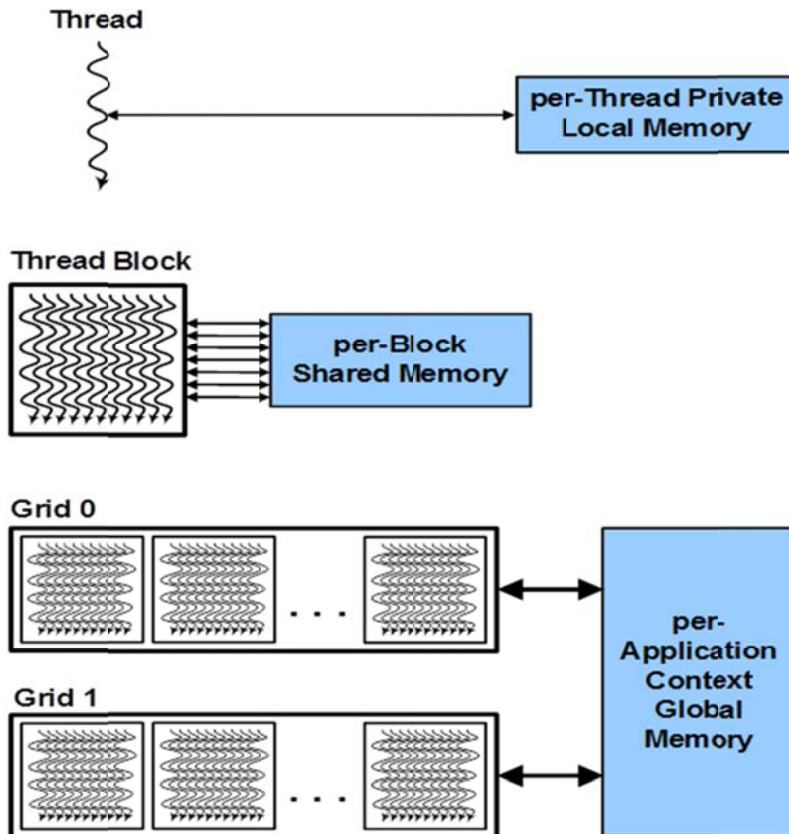 Thread
per-Thread Private
Local Memory
Thread Block
per-Block
Shared Memory
Grid 0
. . .
per-
Application
Context
Global
Memory
Grid 1
. . .